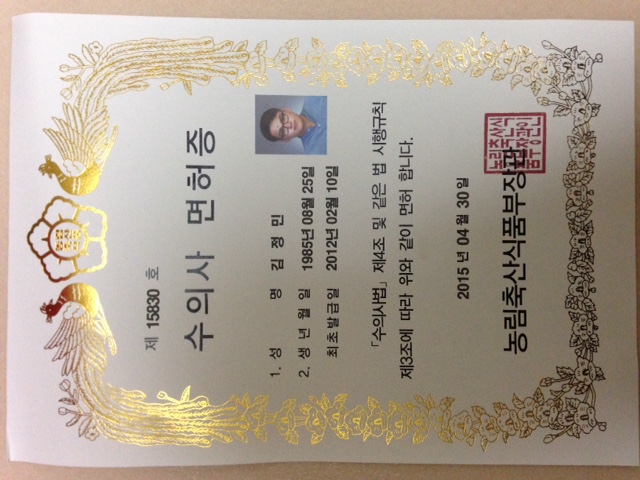 제 15830 호
수의사 면허증
1. 성 명 김 정 민
2. 생 년 월 일 1985년 08월 25일
최초발급일 2012년 02월 10일
「수의사법」 제4조 및 같은 법 시행규칙
제3조에 따라 위와 같이 면허 합니다.
2015 년 04 월 30 일
농림축산식품부장관
농림축산식
품부장관인